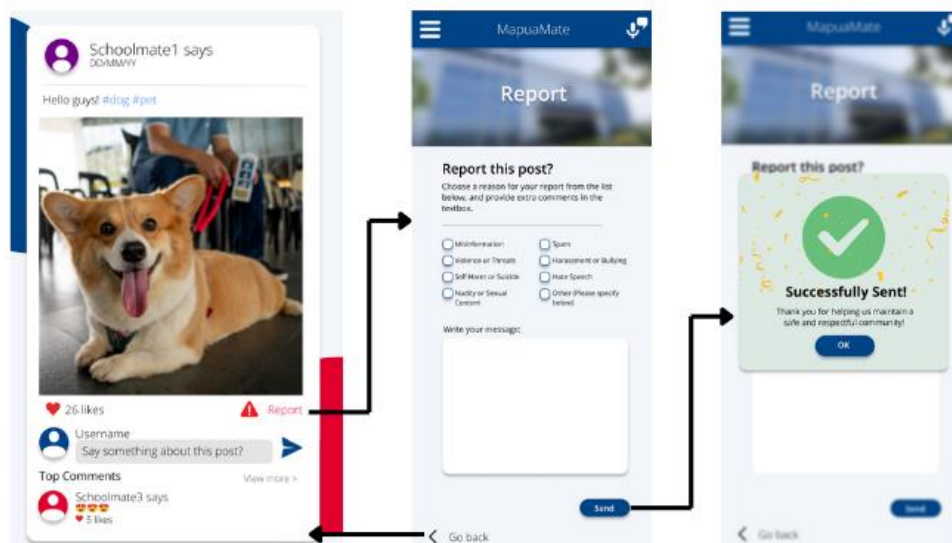 Schoolmate1 says
DD/MM/YY
Hello guys! #dog #pet
26 likes
Report
Username
Say something about this post?
Top Comments
View more >
Schoolmate3 says
5 likes
MapuaMate
Report
Report this post?
Choose a reason for your report from the list
below, and provide extra comments in the
textbox.
Misinformation
Spam
Violence or Threats
Harassment or Bullying
Self-Harm or Suicide
Hate Speech
Nudity or Sexual
Content
Other (Please specify
below)
Write your message:
Send
Go back
MapuaMate
Report
Report this post?
Successfully Sent!
Thank you for helping us maintain a
safe and respectful community!
OK
Send
Go back